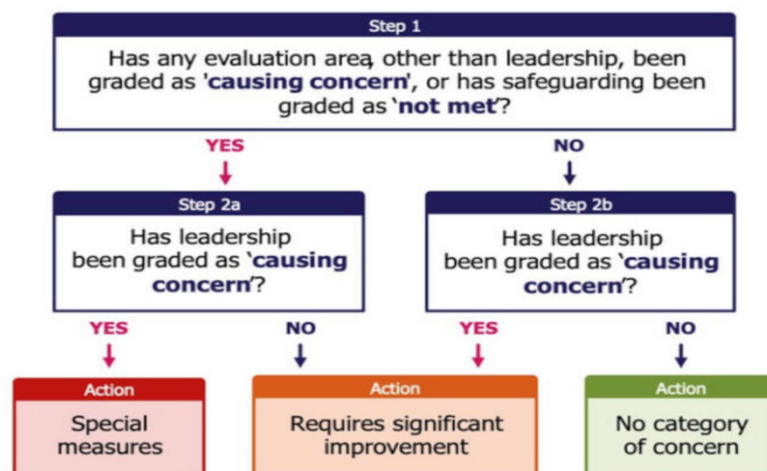 Step 1
Has any evaluation area, other than leadership, been
graded as 'causing concern', or has safeguarding been
graded as 'not met'?
YES
NO
Step 2a
Has leadership
been graded as 'causing
concern'?
Step 2b
Has leadership
been graded as 'causing
concern'?
YES
NO
YES
NO
Action
Special
measures
Action
Requires significant
improvement
Action
No category
of concern